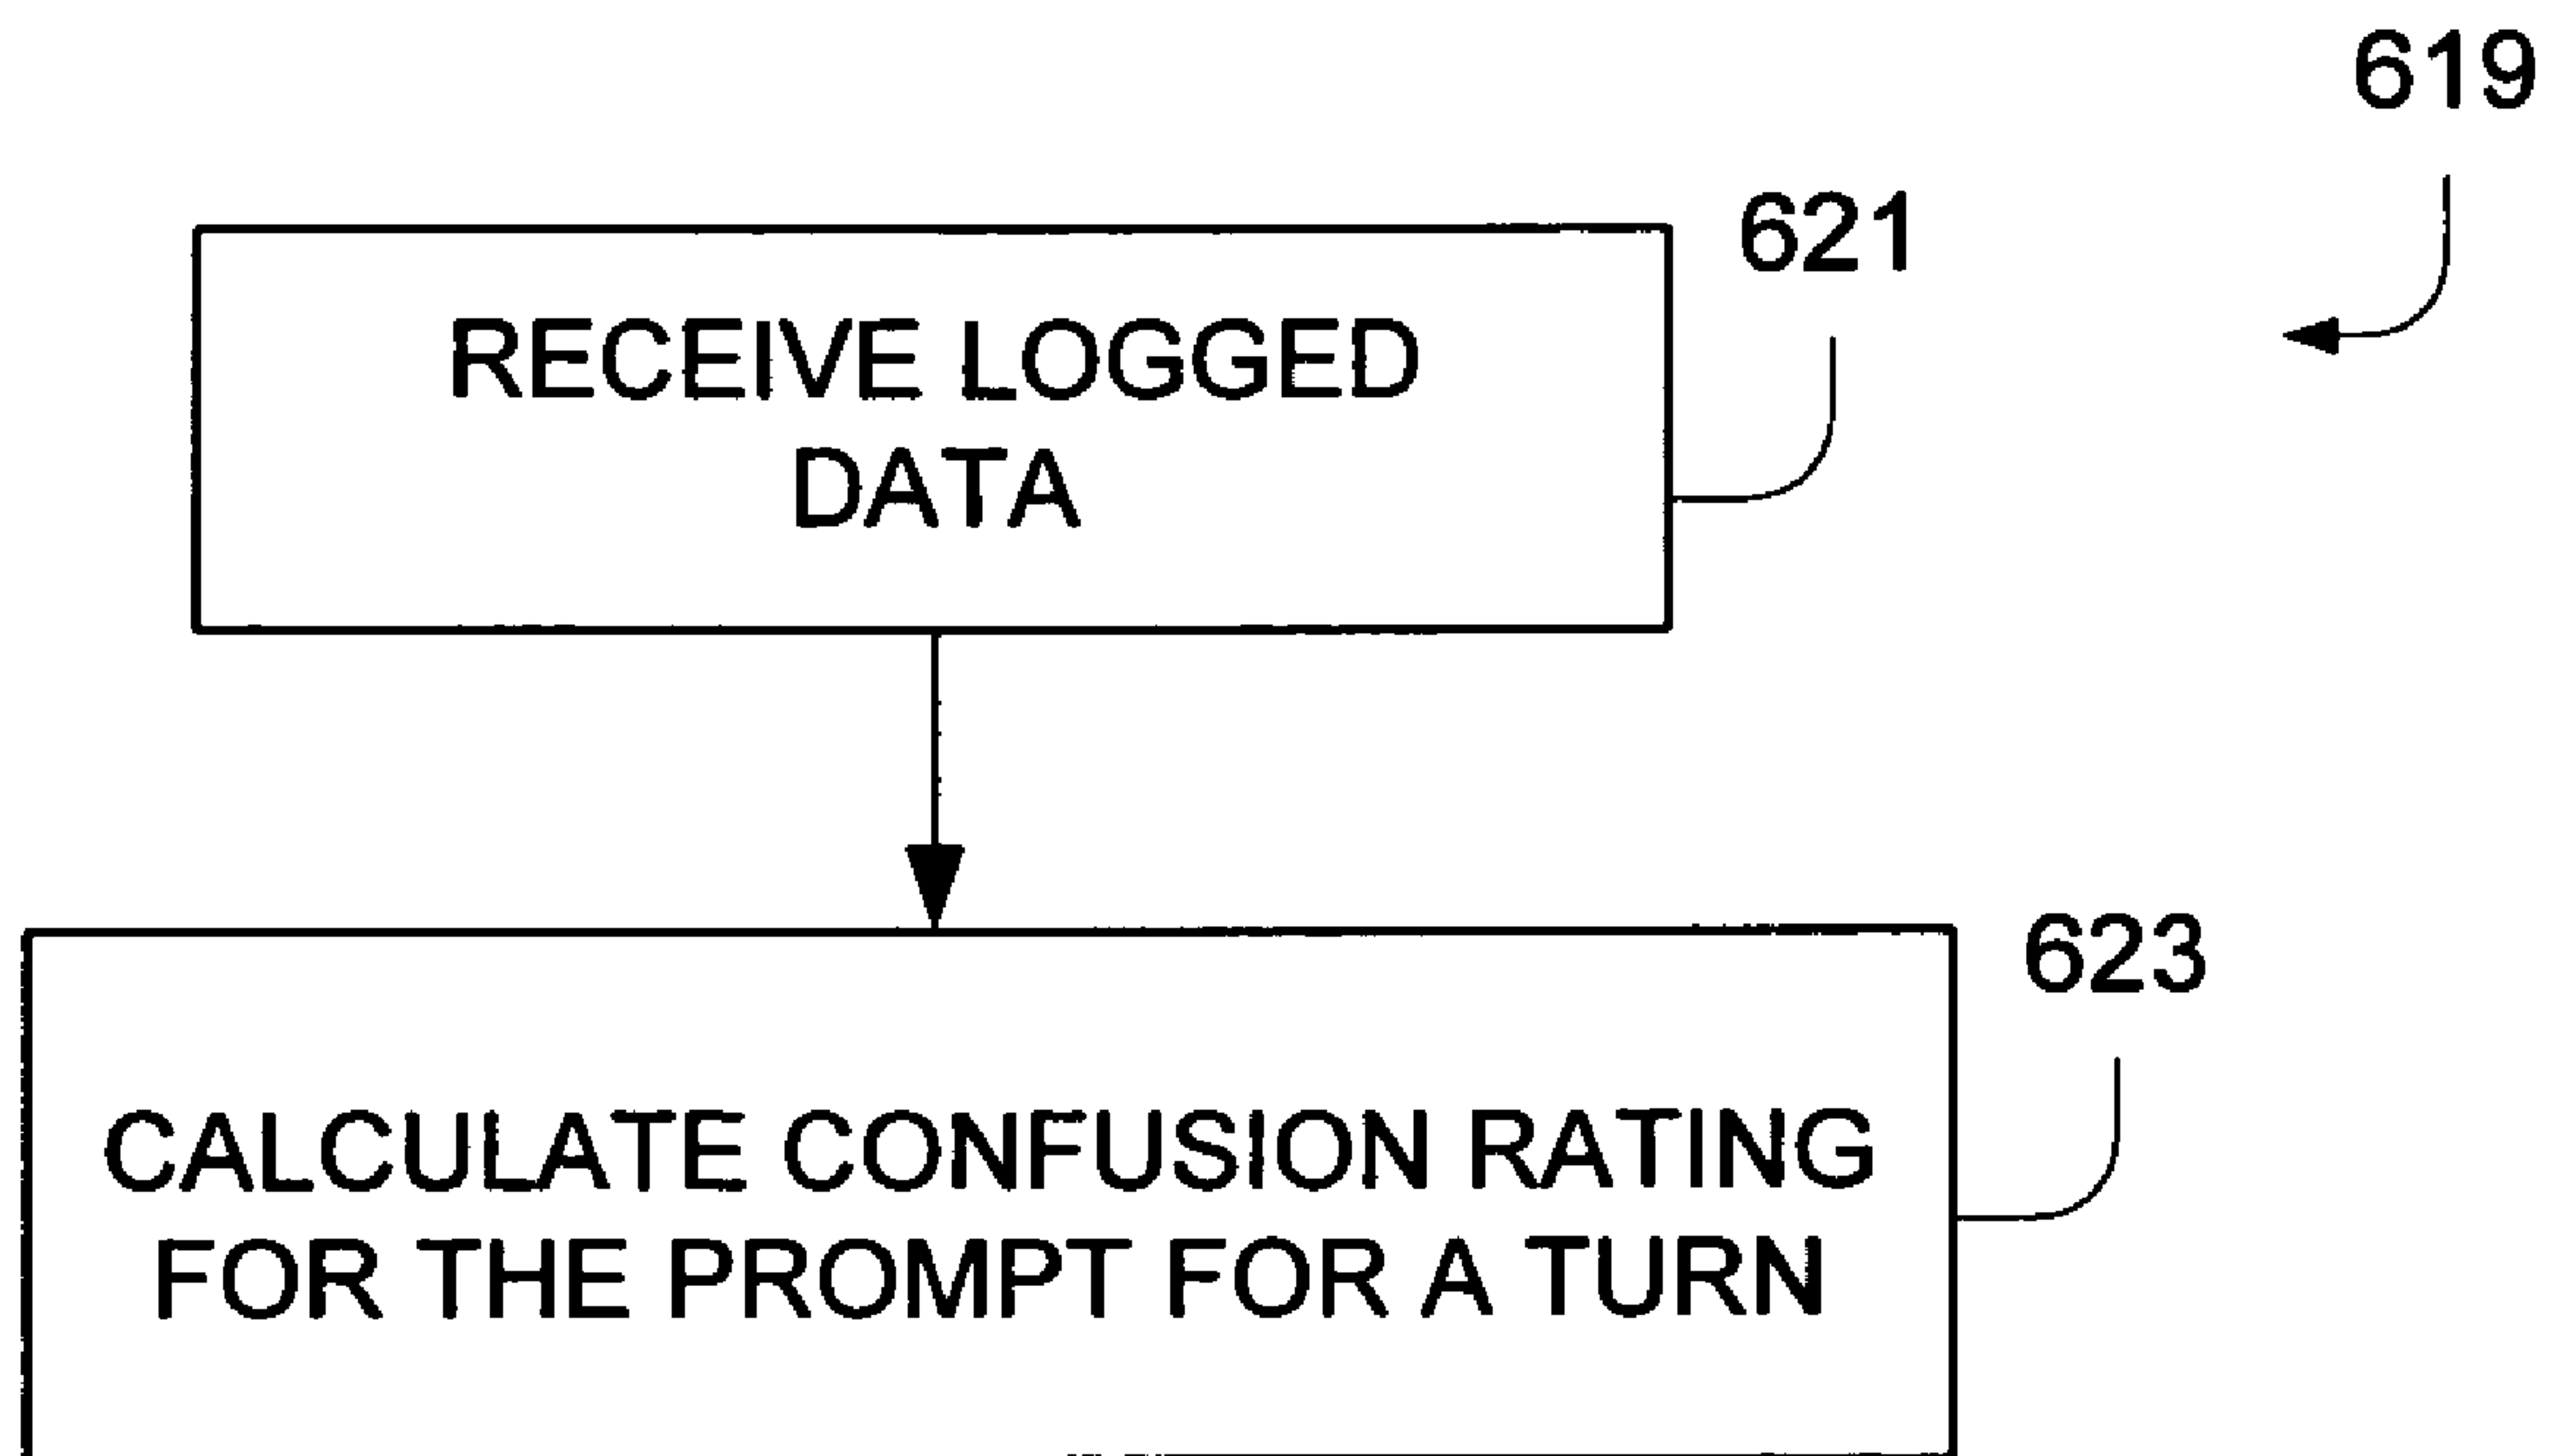 619
621
RECEIVE LOGGED
DATA
623
CALCULATE CONFUSION RATING
FOR THE PROMPT FOR A TURN